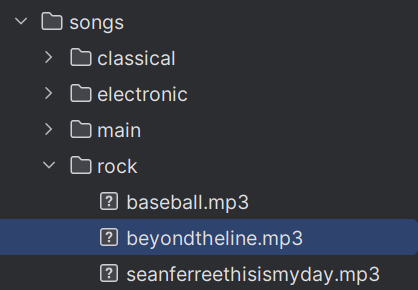 songs
classical
electronic
main
rock
baseball.mp3
beyondtheline.mp3
seanferreethisismyday.mp3